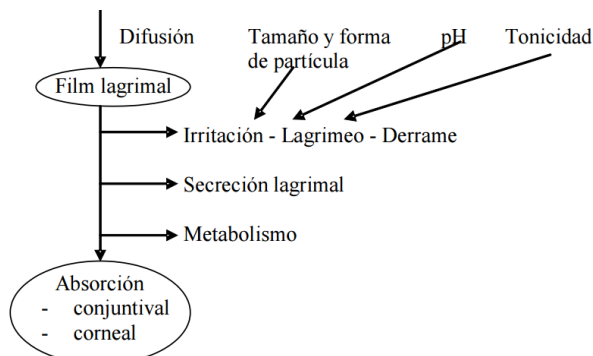 Difusión
Tamaño y forma
de partícula
pH
Tonicidad
Film lagrimal
Irritación - Lagrimeo - Derrame
Secreción lagrimal
Metabolismo
Absorción
- conjuntival
- corneal